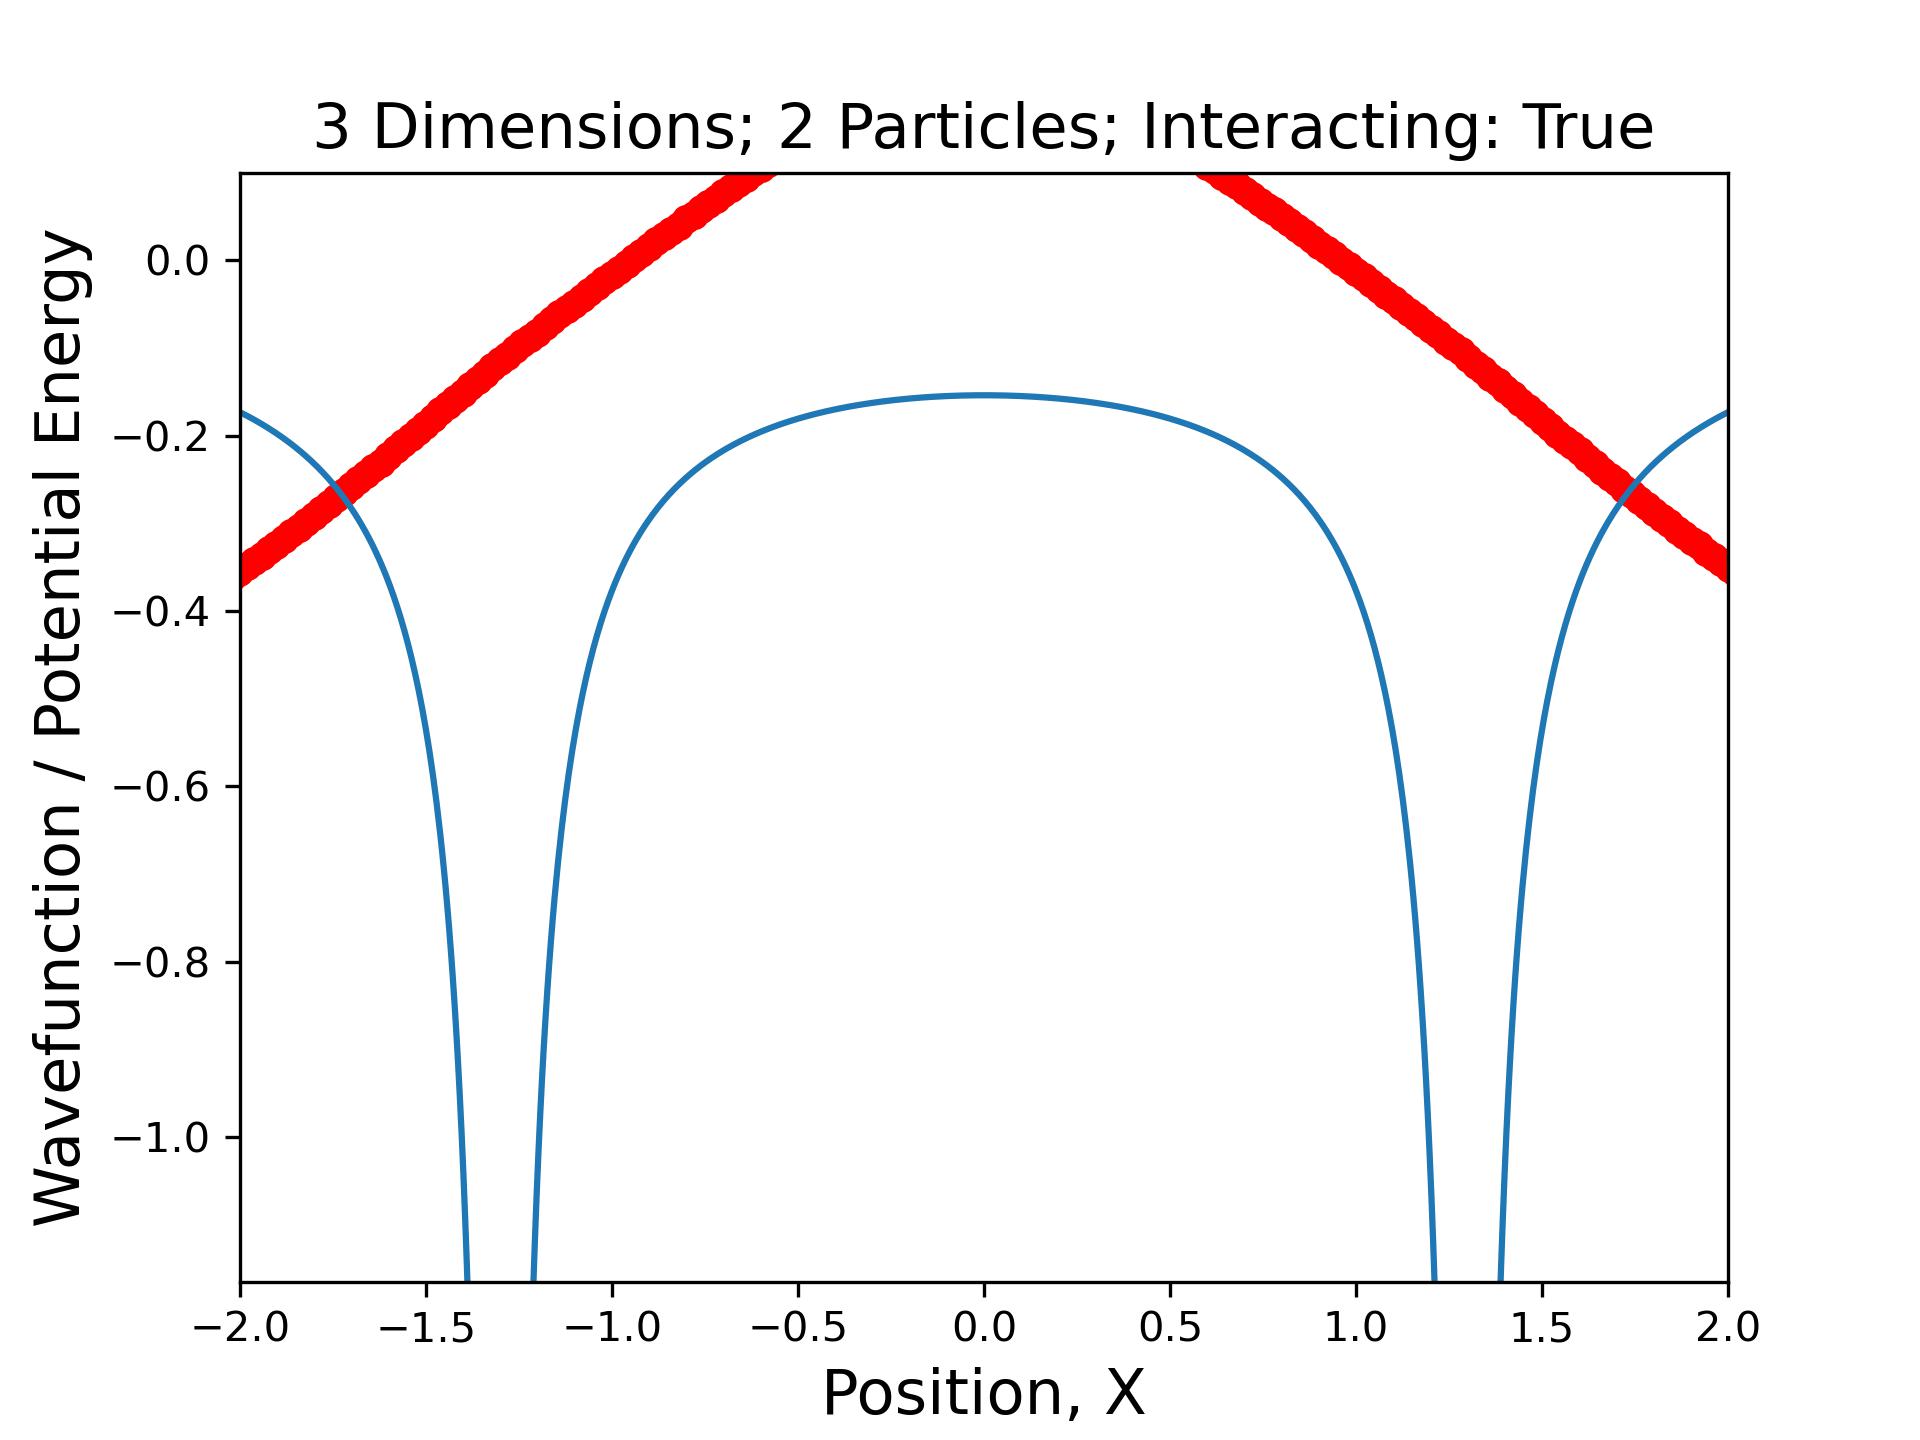 3 Dimensions; 2 Particles; Interacting: True
Wavefunction / Potential Energy
0.0
−0.2
−0.4
−0.6
−0.8
−1.0
−2.0 −1.5 −1.0 −0.5 0.0 0.5 1.0 1.5 2.0
Position, X